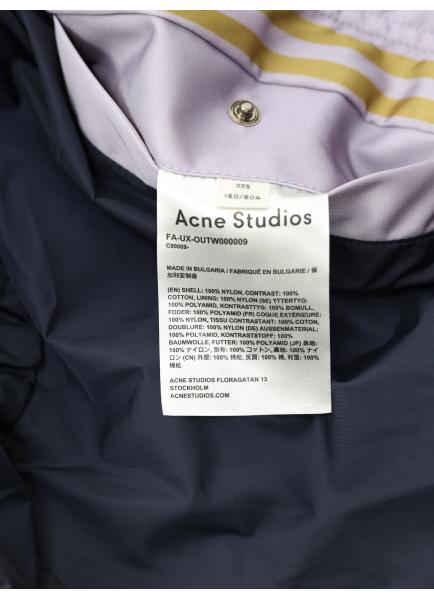 XXS
160/80A
Acne Studios
FA-UX-OUTW000009
C90009-
MADE IN BULGARIA / FABRIQUÉ EN BULGARIE / 保
加利亚制造
(EN) SHELL: 100% NYLON, CONTRAST: 100%
COTTON, LINING: 100% NYLON (SE) YTTERTYG:
100% POLYAMID, KONTRASTTYG: 100% BOMULL,
FODER: 100% POLYAMID (FR) COQUE EXTÉRIEURE:
100% NYLON, TISSU CONTRASTANT: 100% COTON,
DOUBLURE: 100% NYLON (DE) AUSSENMATERIAL:
100% POLYAMID, KONTRASTSTOFF: 100%
BAUMWOLLE, FUTTER: 100% POLYAMID (JP) 表地:
100% ナイロン, 別布: 100% コットン, 裏地: 100% ナイ
ロン (CN) 外层: 100% 锦纶, 反面: 100% 棉, 衬里: 100%
锦纶
ACNE STUDIOS FLORAGATAN 13
STOCKHOLM
ACNESTUDIOS.COM